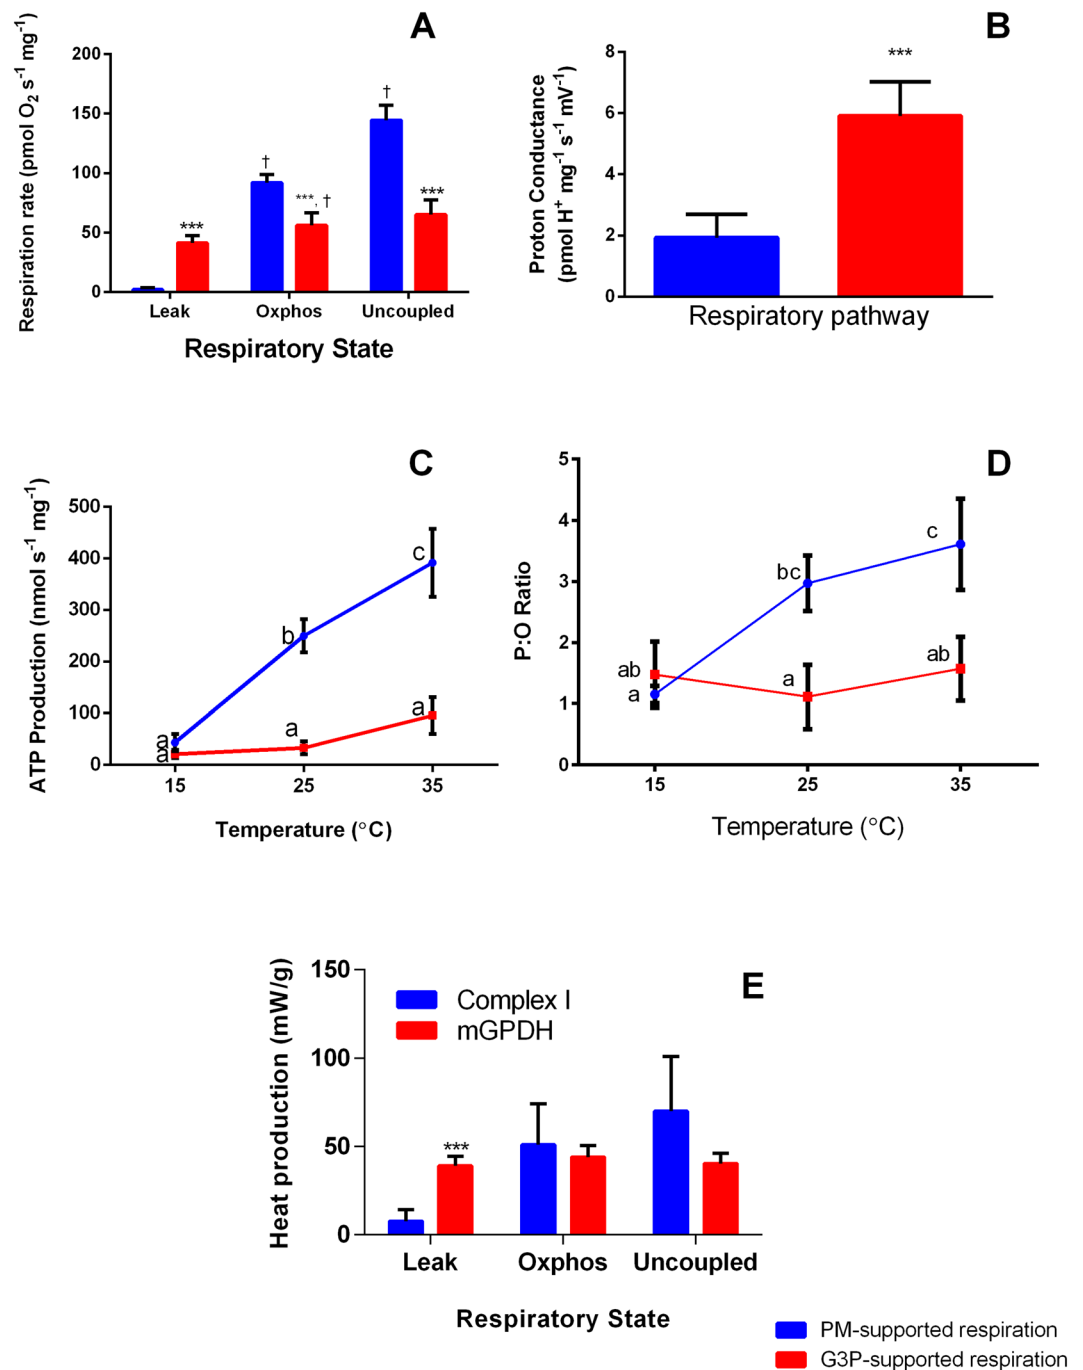 A
Respiration rate (pmol O2 s-1 mg-1)
200
150
100
50
0
***
†
***, †
†
***
Leak Oxphos Uncoupled
Respiratory State
B
Proton Conductance
(pmol H+ mg-1 s-1 mV-1)
8
6
4
2
0
***
Respiratory pathway
C
ATP Production (nmol s-1 mg-1)
500
400
300
200
100
0
a
a
b
a
c
a
15 25 35
Temperature (°C)
D
P:O Ratio
5
4
3
2
1
0
ab
a
bc
a
c
ab
15 25 35
Temperature (°C)
E
Heat production (mW/g)
150
100
50
0
Complex I
mGPDH
***
Leak Oxphos Uncoupled
Respiratory State
PM-supported respiration
G3P-supported respiration